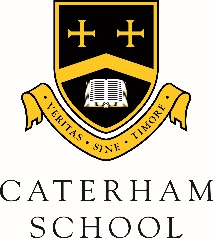 VERITAS · SINE · TIMORE
CATERHAM
SCHOOL